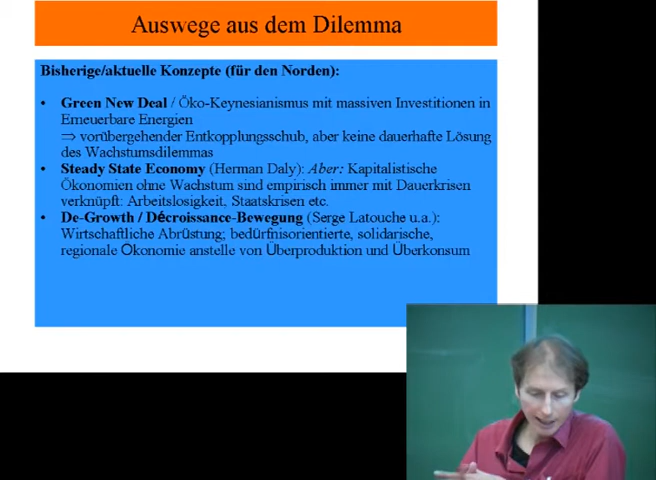 Auswege aus dem Dilemma
Bisherige/aktuelle Konzepte (für den Norden):
• Green New Deal / Öko-Keynesianismus mit massiven Investitionen in
Erneuerbare Energien
⇒ vorübergehender Entkopplungsschub, aber keine dauerhafte Lösung
des Wachstumsdilemmas
• Steady State Economy (Herman Daly): Aber: Kapitalistische
Ökonomien ohne Wachstum sind empirisch immer mit Dauerkrisen
verknüpft: Arbeitslosigkeit, Staatskrisen etc.
• De-Growth / Décroissance-Bewegung (Serge Latouche u.a.):
Wirtschaftliche Abrüstung; bedürfnisorientierte, solidarische,
regionale Ökonomie anstelle von Überproduktion und Überkonsum